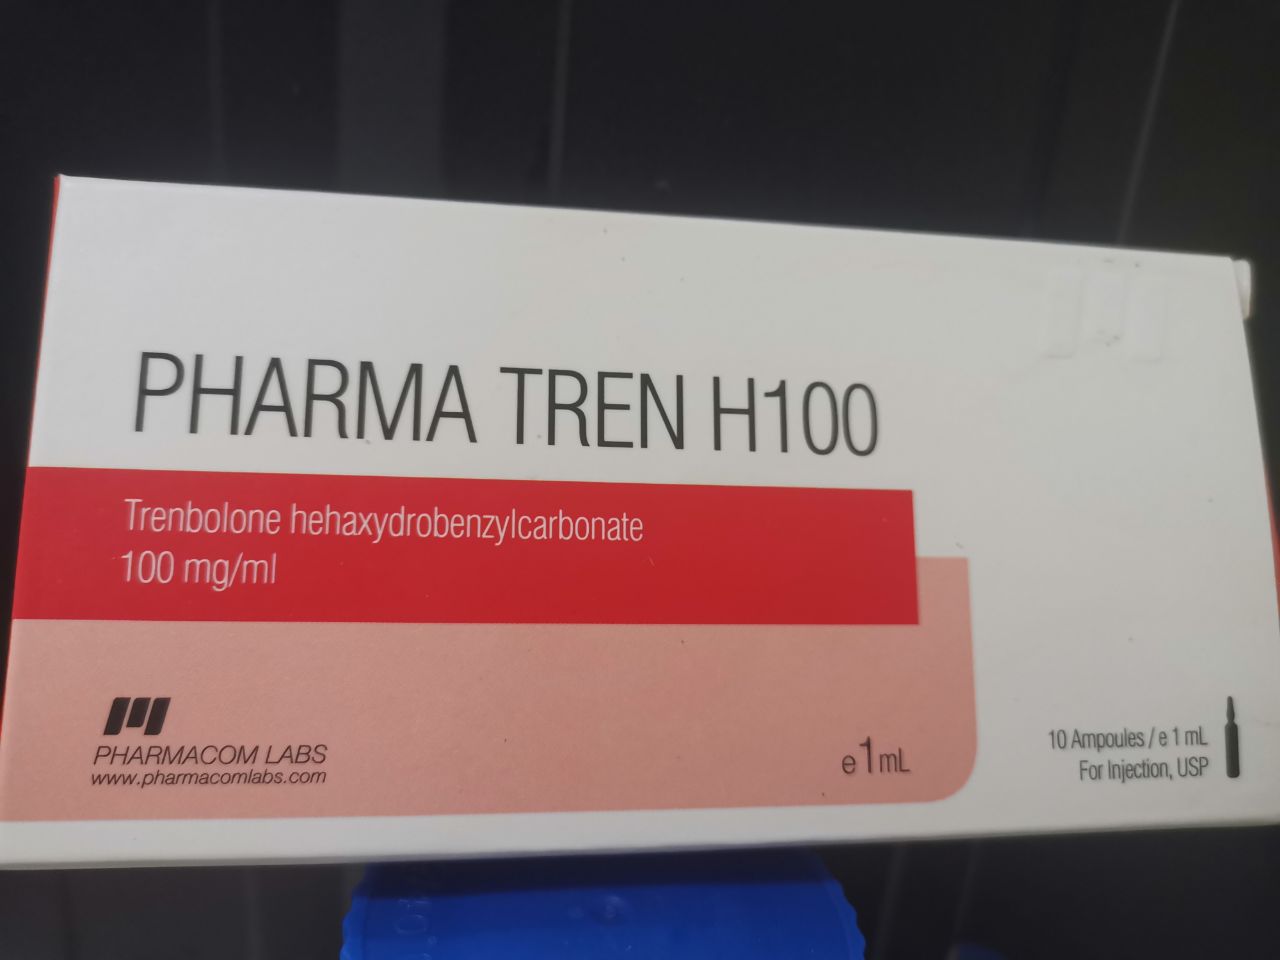 PHARMA TREN H100
Trenbolone hehaxydrobenzylcarbonate
100 mg/ml
PHARMACOM LABS
www.pharmacomlabs.com
e1mL
10 Ampoules / e 1 mL
For Injection, USP